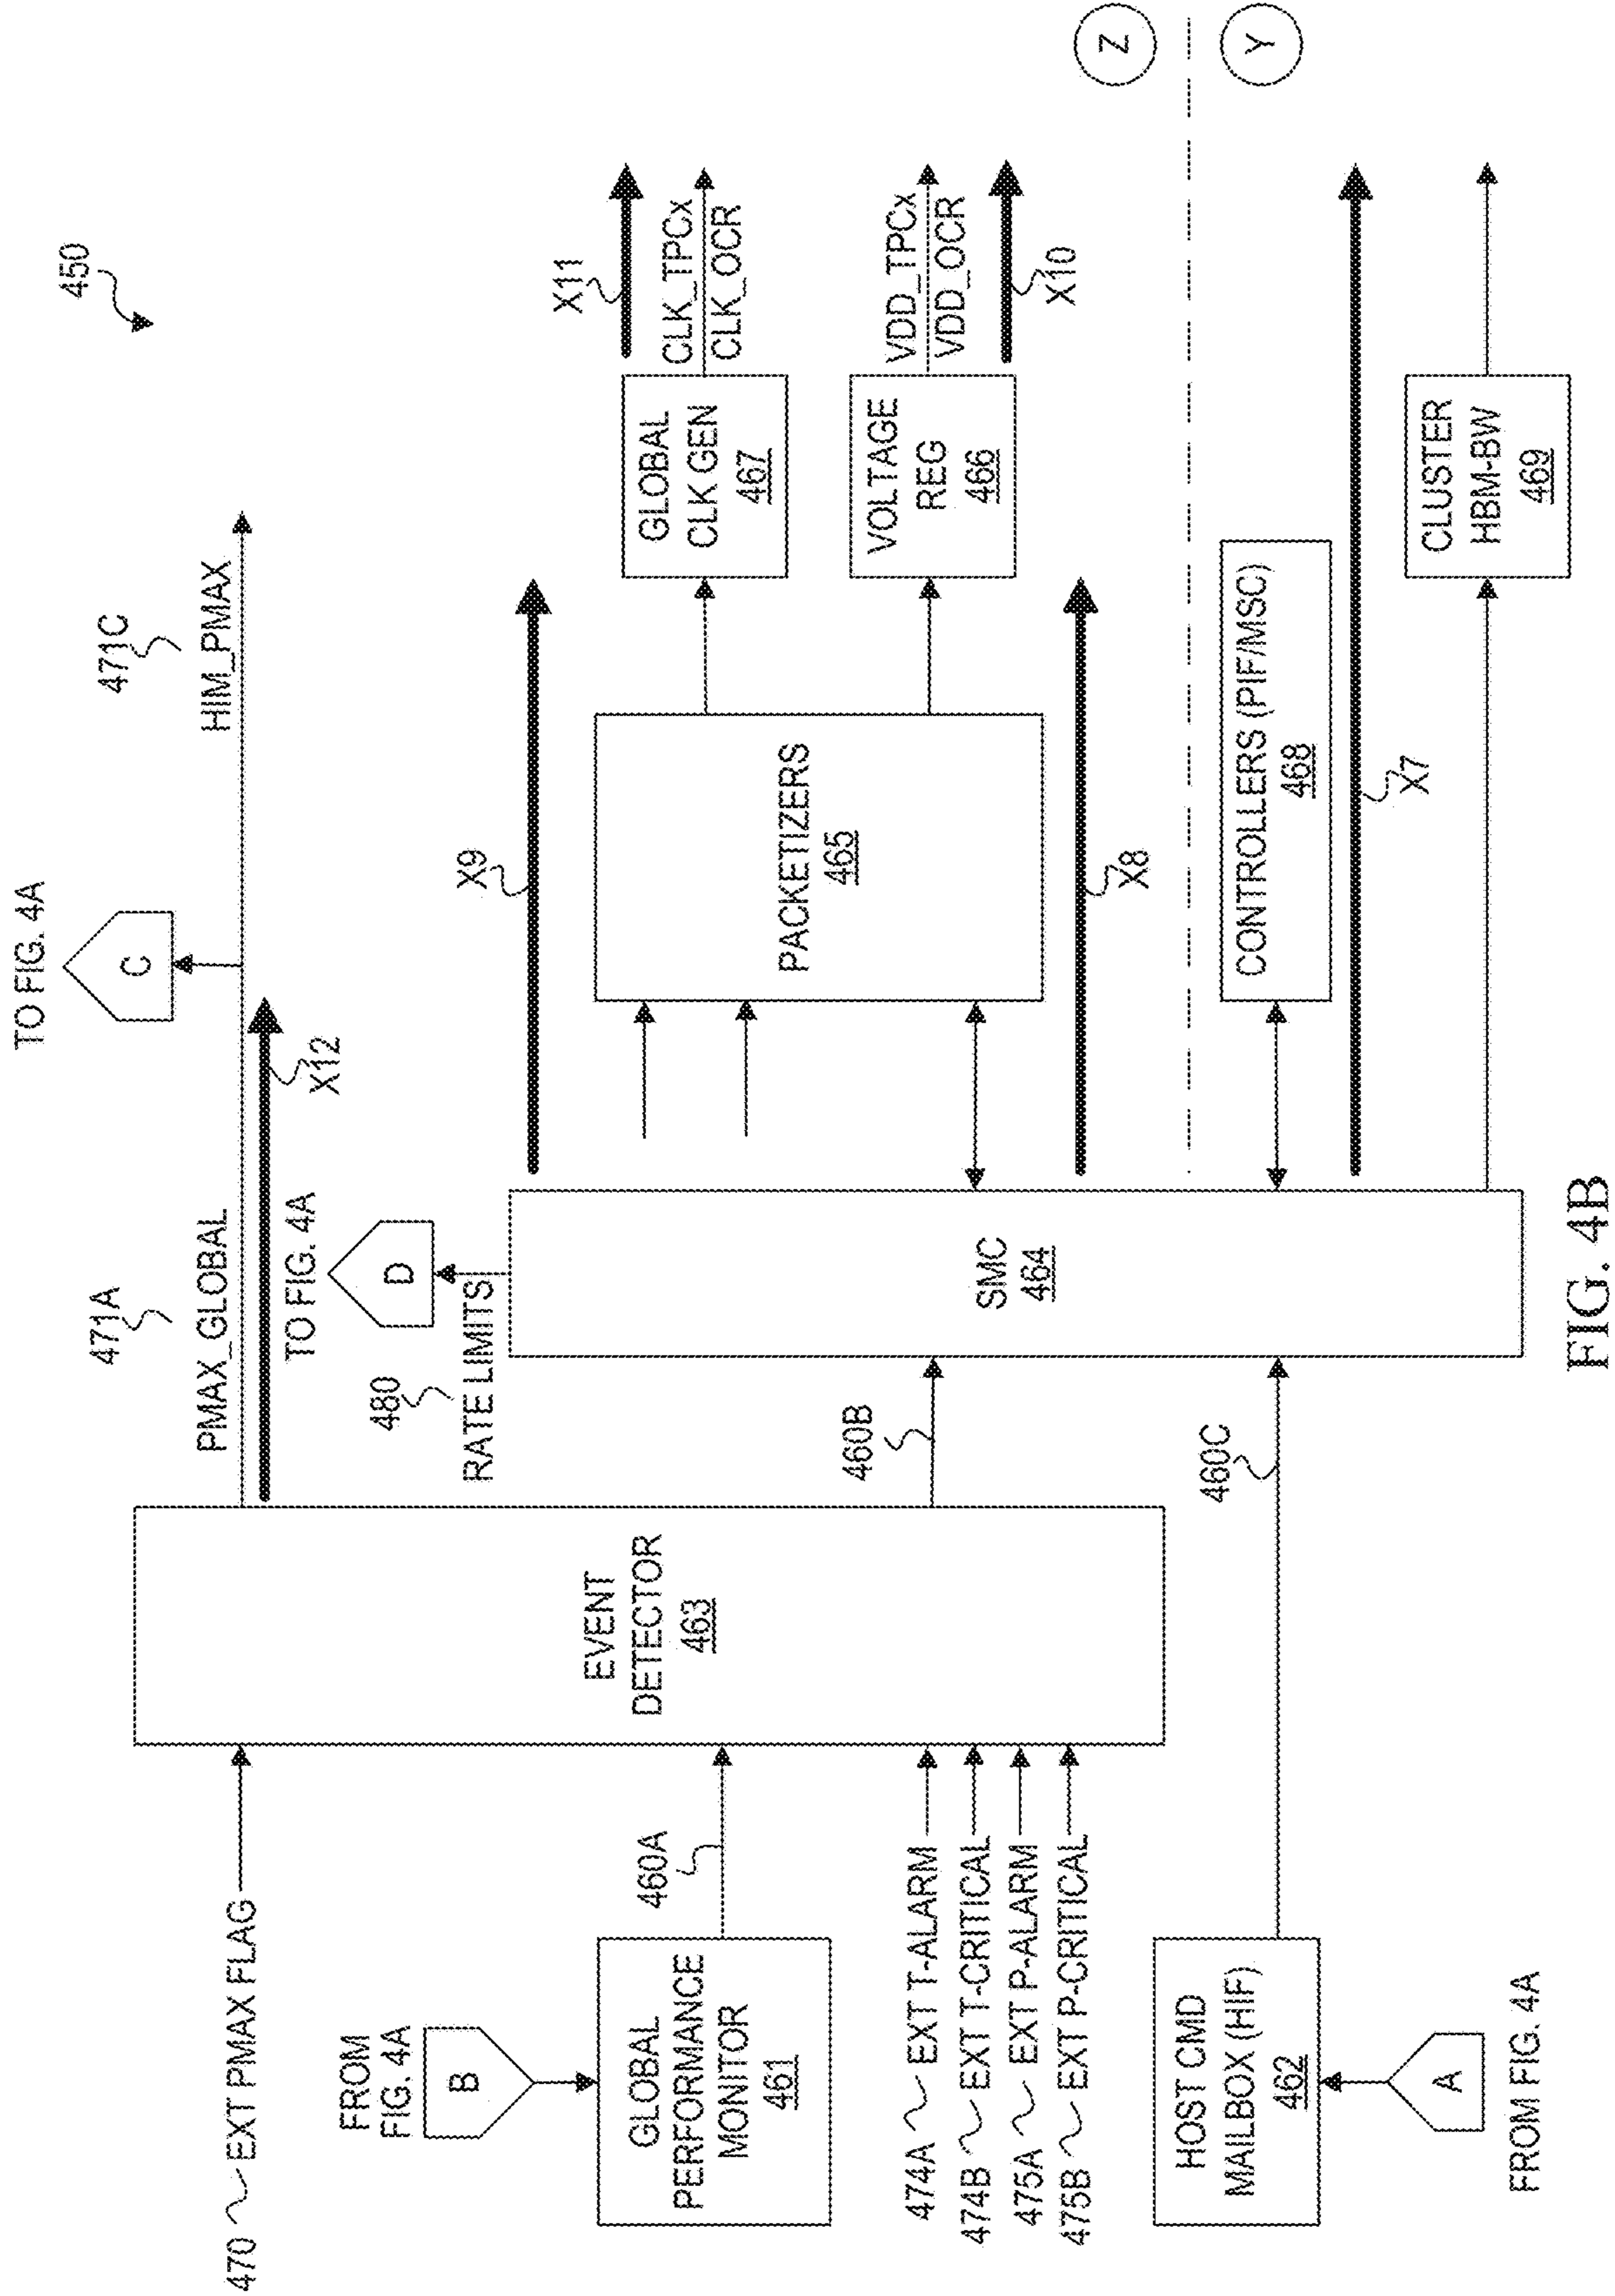 450
TO FIG. 4A
C
471A
PMAX_GLOBAL
471C
HIM_PMAX
X12
470
EXT PMAX FLAG
TO FIG. 4A
D
480
RATE LIMITS
X9
X11
FROM
FIG. 4A
B
GLOBAL
PERFORMANCE
MONITOR
461
460A
EVENT
DETECTOR
463
PACKETIZERS
465
GLOBAL
CLK GEN
467
CLK_TPCx
CLK_OCR
VOLTAGE
REG
466
VDD_TPCx
VDD_OCR
X10
474A
EXT T-ALARM
474B
EXT T-CRITICAL
475A
EXT P-ALARM
475B
EXT P-CRITICAL
460B
SMC
464
X8
Z
Y
HOST CMD
MAILBOX (HIF)
462
460C
CONTROLLERS (PIF/MSC)
468
X7
CLUSTER
HBM-BW
469
A
FROM FIG. 4A
FIG. 4B